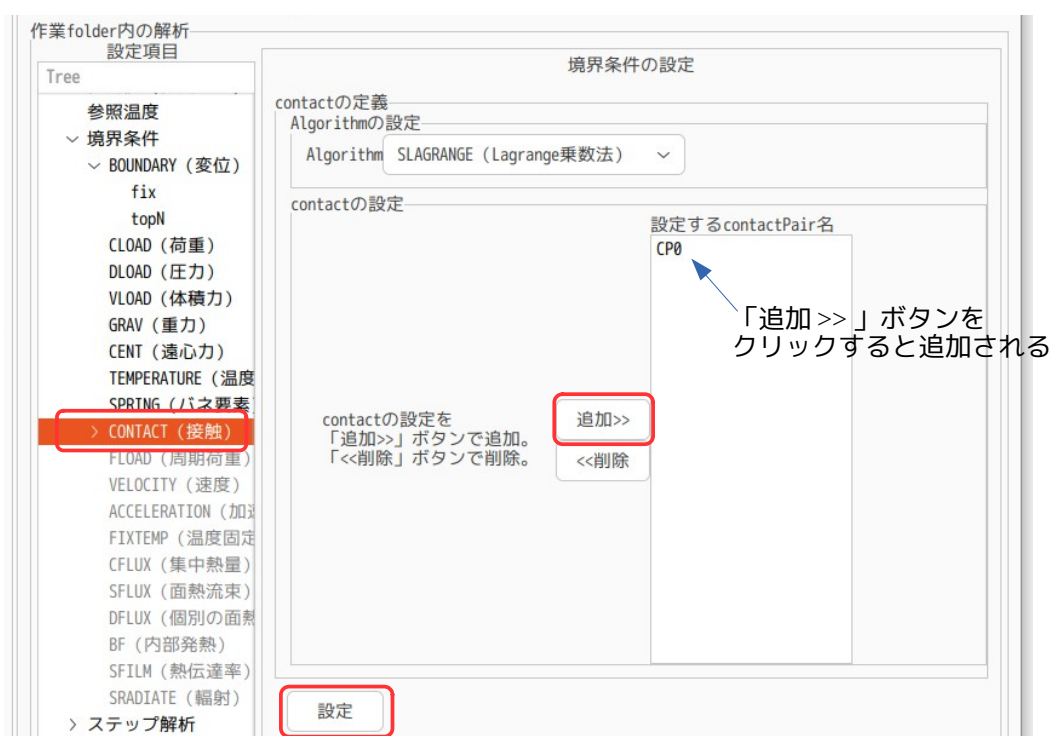 作業folder内の解析
設定項目
Tree
参照温度
境界条件
BOUNDARY (変位)
fix
topN
CLOAD (荷重)
DLOAD (圧力)
VLOAD (体積力)
GRAV (重力)
CENT (遠心力)
TEMPERATURE (温度
SPRING (バネ要素
CONTACT (接触)
FLOAD (周期荷重)
VELOCITY (速度)
ACCELERATION (加速
FIXTEMP (温度固定
CFLUX (集中熱量)
SFLUX (面熱流束)
DFLUX (個別の面熱
BF (内部発熱)
SFILM (熱伝達率)
SRADIATE (輻射)
ステップ解析
境界条件の設定
contactの定義
Algorithmの設定
Algorithm SLAGRANGE (Lagrange乗数法)
contactの設定
設定するcontactPair名
CP0
「追加 >> 」ボタンを
クリックすると追加される
contactの設定を
「追加>>」ボタンで追加。
「<<削除」ボタンで削除。
追加>>
<<削除
設定